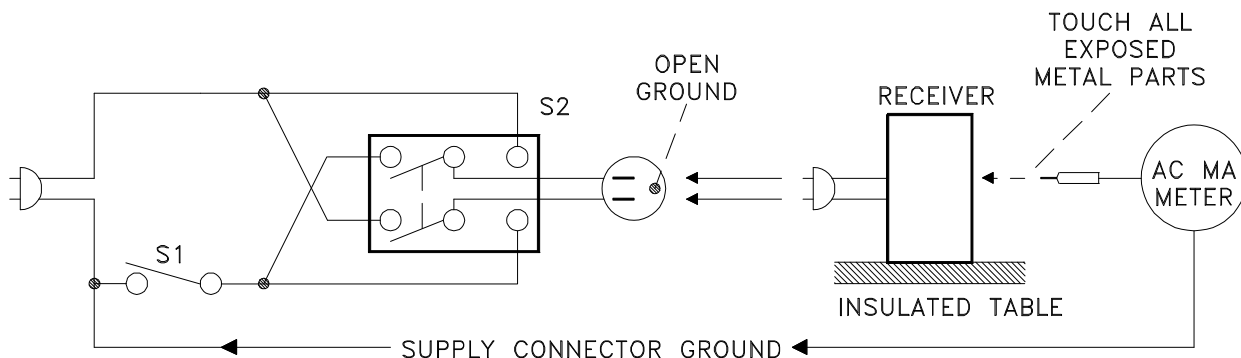 TOUCH ALL
EXPOSED
METAL PARTS
OPEN
GROUND
S2
RECEIVER
AC MA
METER
S1
INSULATED TABLE
SUPPLY CONNECTOR GROUND